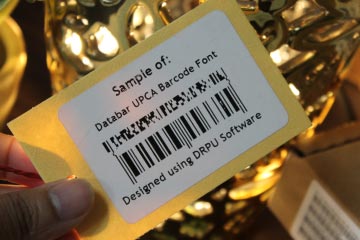 Sample of:
Databar UPCA Barcode Font
Designed using DRPU Software